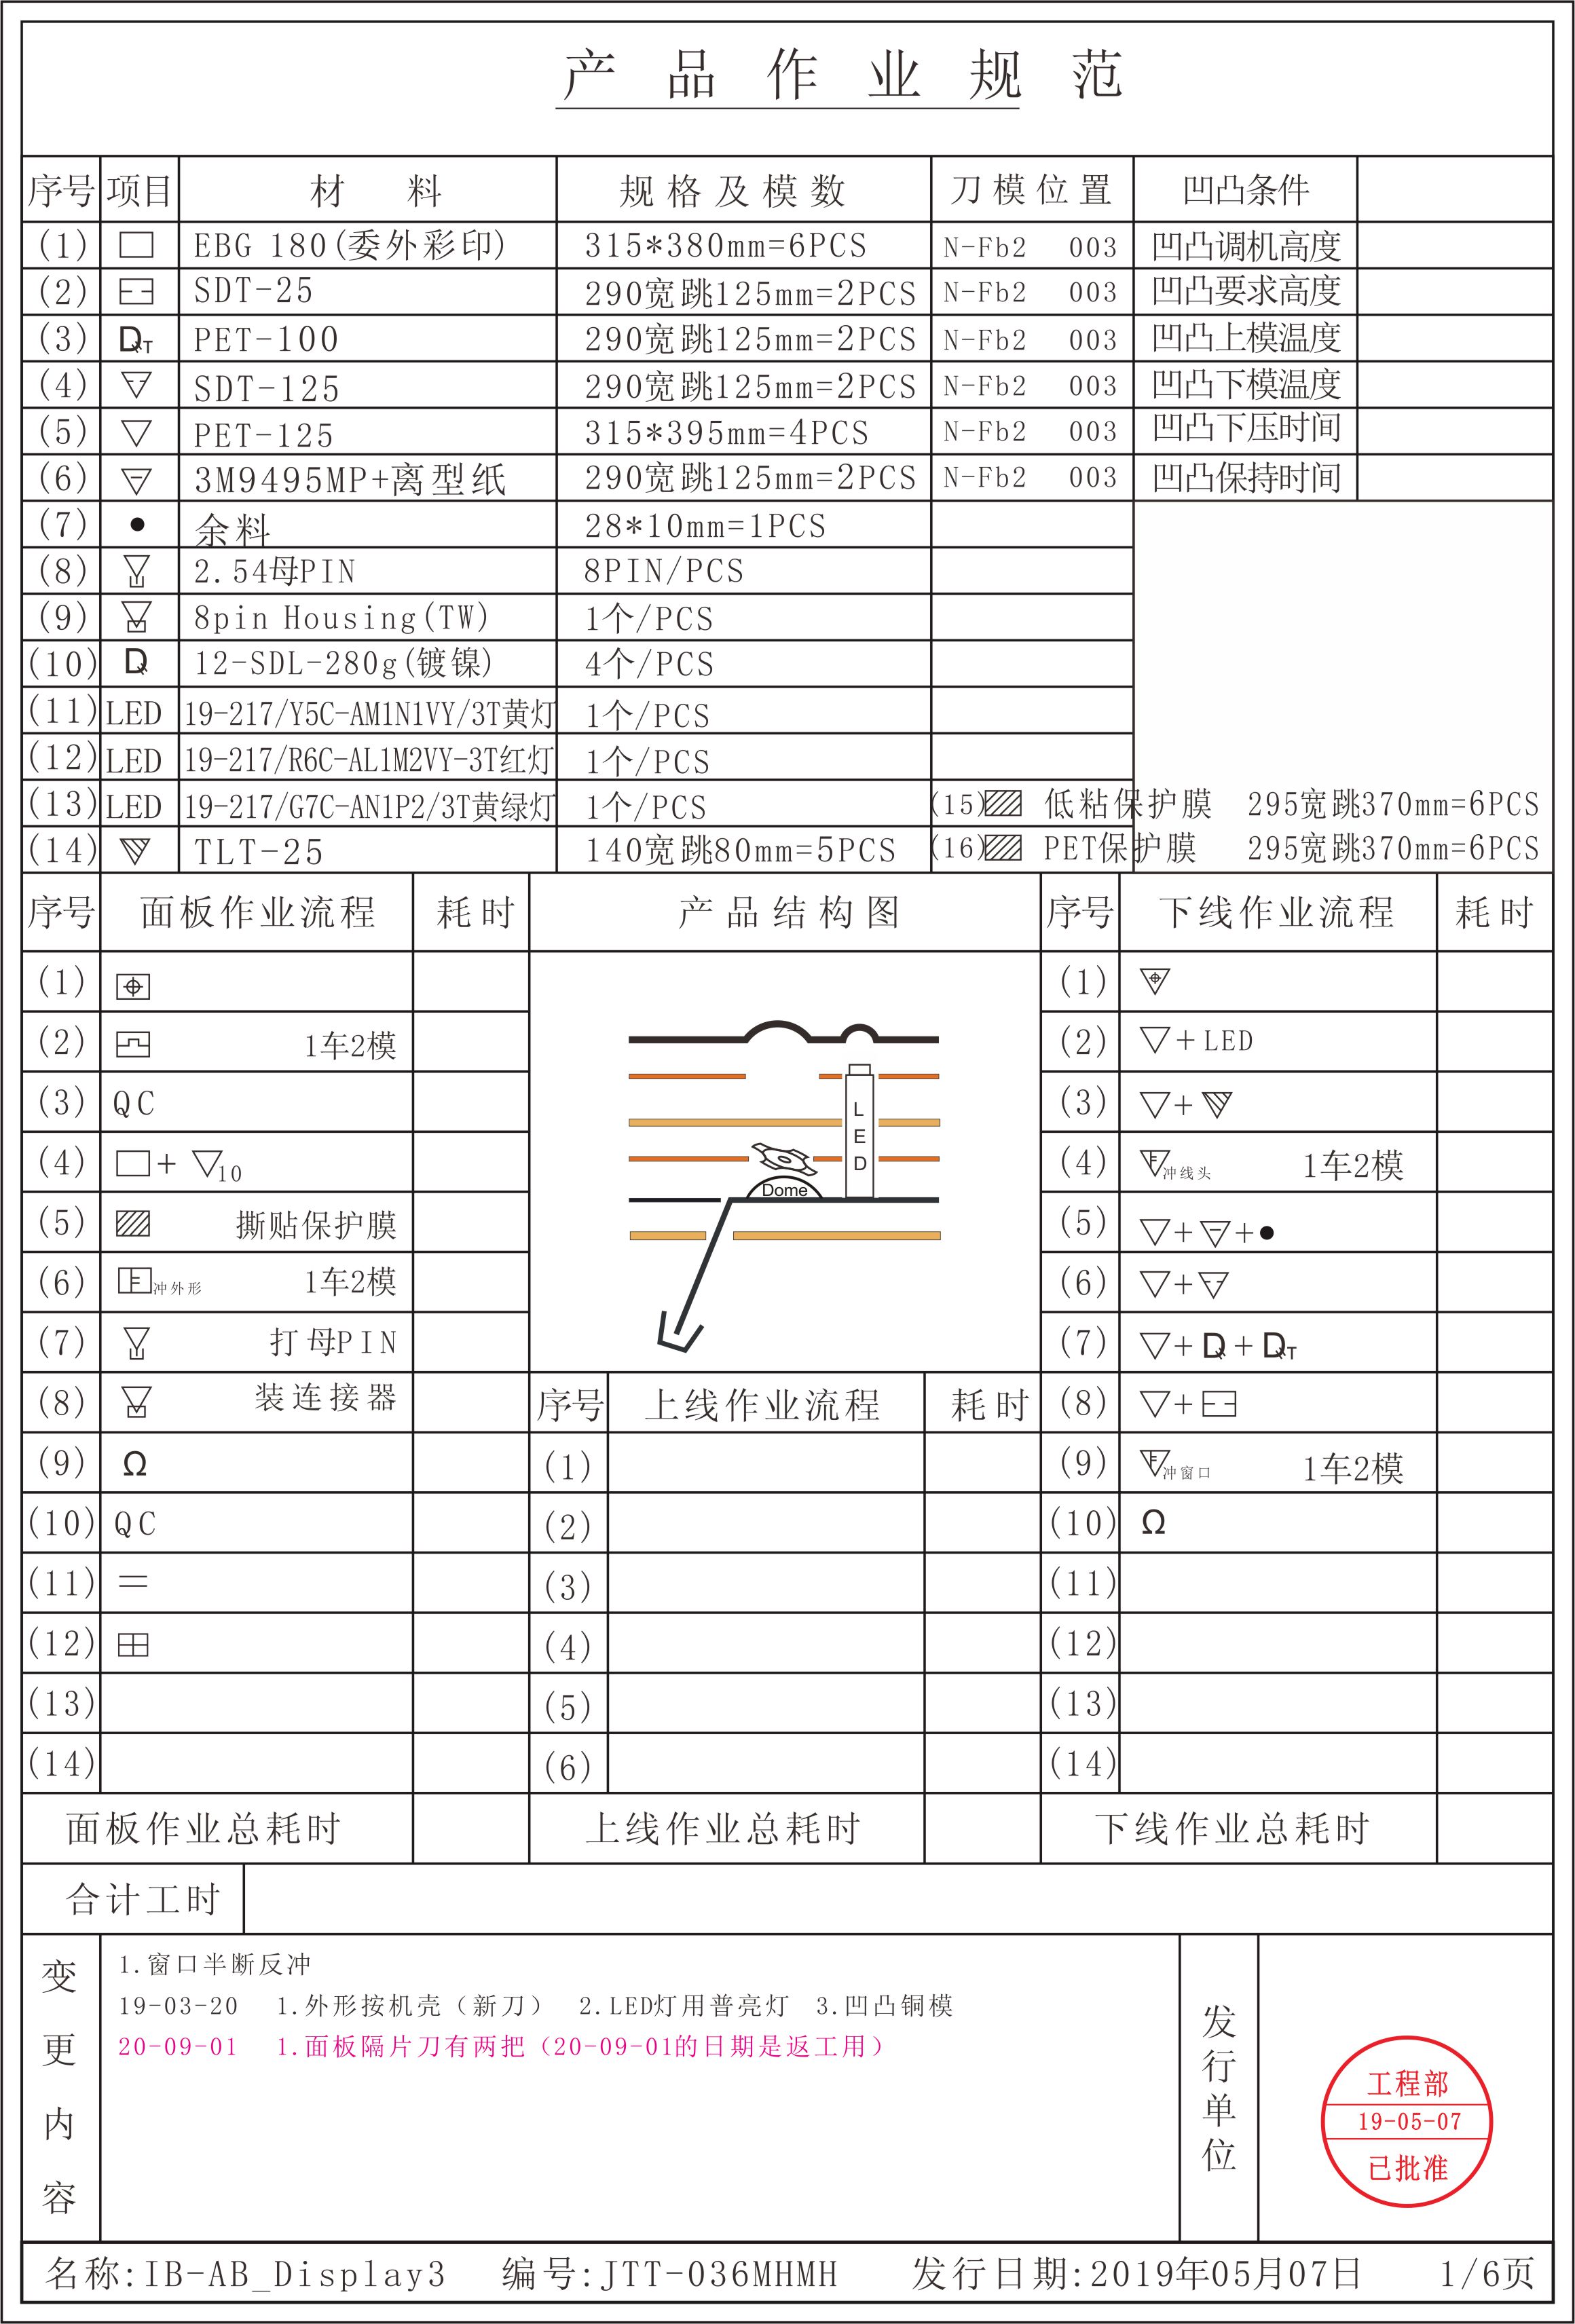 产品作业规范
序号 项目 材料 规格及模数 刀模位置 凹凸条件
(1) EBG 180(委外彩印) 315*380mm=6PCS N-Fb2 003 凹凸调机高度
(2) SDT-25 290宽跳125mm=2PCS N-Fb2 003 凹凸要求高度
(3) DT PET-100 290宽跳125mm=2PCS N-Fb2 003 凹凸上模温度
(4) SDT-125 290宽跳125mm=2PCS N-Fb2 003 凹凸下模温度
(5) PET-125 315*395mm=4PCS N-Fb2 003 凹凸下压时间
(6) 3M9495MP+离型纸 290宽跳125mm=2PCS N-Fb2 003 凹凸保持时间
(7) ● 余料 28*10mm=1PCS
(8) 2.54母PIN 8PIN/PCS
(9) 8pin Housing(TW) 1个/PCS
(10) D 12-SDL-280g(镀镍) 4个/PCS
(11) LED 19-217/Y5C-AM1N1VY/3T黄灯 1个/PCS
(12) LED 19-217/R6C-AL1M2VY-3T红灯 1个/PCS
(13) LED 19-217/G7C-AN1P2/3T黄绿灯 1个/PCS (15) 低粘保护膜 295宽跳370mm=6PCS
(14) TLT-25 140宽跳80mm=5PCS (16) PET保护膜 295宽跳370mm=6PCS
序号 面板作业流程 耗时 产品结构图 序号 下线作业流程 耗时
(1) (1)
(2) 1车2模 (2) ▽+LED
(3) QC (3) ▽+
(4) □+ ▽10 (4) 冲线头 1车2模
(5) 撕贴保护膜 (5) ▽+ +●
(6) 冲外形 1车2模 (6) ▽+
(7) 打母PIN (7) ▽+D+DT
LED
Dome
(8) 装连接器 序号 上线作业流程 耗时 (8) ▽+
(9) Ω (1) (9) 冲窗口 1车2模
(10) QC (2) (10) Ω
(11) = (3) (11)
(12) (4) (12)
(13) (5) (13)
(14) (6) (14)
面板作业总耗时 上线作业总耗时 下线作业总耗时
合计工时
变更内容
1.窗口半断反冲
19-03-20 1.外形按机壳（新刀） 2.LED灯用普亮灯 3.凹凸铜模
20-09-01 1.面板隔片刀有两把（20-09-01的日期是返工用）
发行单位
工程部
19-05-07
已批准
名称:IB-AB_Display3 编号:JTT-036MHMH 发行日期:2019年05月07日 1/6页